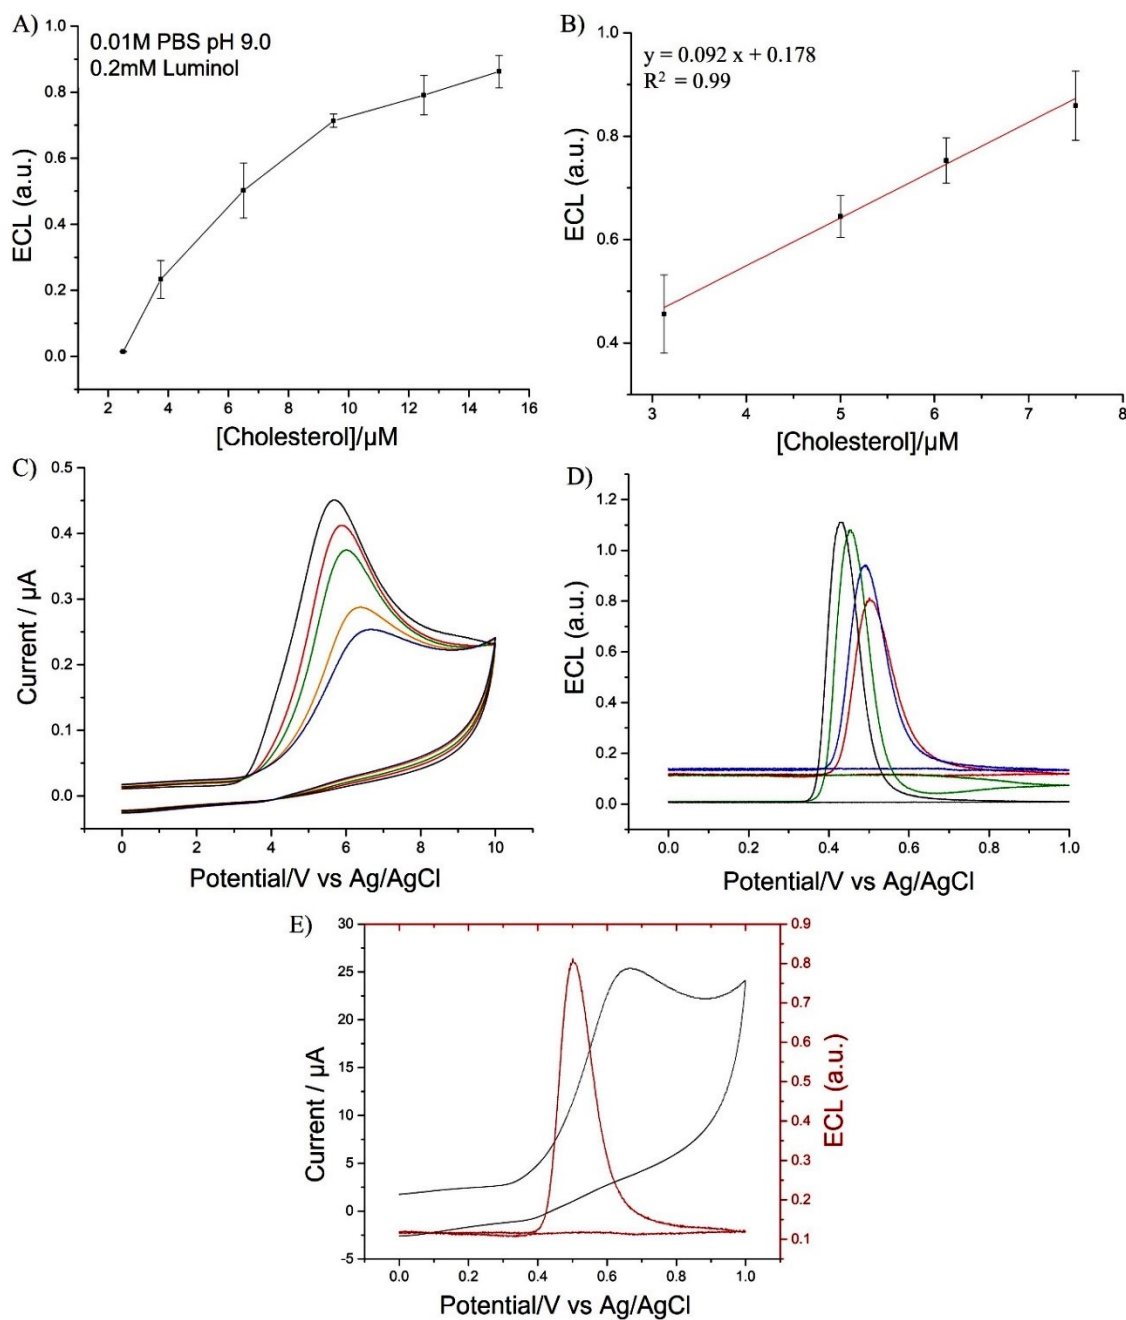 A)
0.01M PBS pH 9.0
0.2mM Luminol
1.0
0.8
0.6
0.4
0.2
0.0
ECL (a.u.)
2 4 6 8 10 12 14 16
[Cholesterol]/µM
B)
y = 0.092 x + 0.178
R² = 0.99
1.0
0.8
0.6
0.4
ECL (a.u.)
3 4 5 6 7 8
[Cholesterol]/µM
C)
0.5
0.4
0.3
0.2
0.1
0.0
Current / µA
0 2 4 6 8 10
Potential/V vs Ag/AgCl
D)
1.2
1.0
0.8
0.6
0.4
0.2
0.0
ECL (a.u.)
0.0 0.2 0.4 0.6 0.8 1.0
Potential/V vs Ag/AgCl
E)
30
25
20
15
10
5
0
-5
Current / µA
0.9
0.8
0.7
0.6
0.5
0.4
0.3
0.2
0.1
ECL (a.u.)
0.0 0.2 0.4 0.6 0.8 1.0
Potential/V vs Ag/AgCl